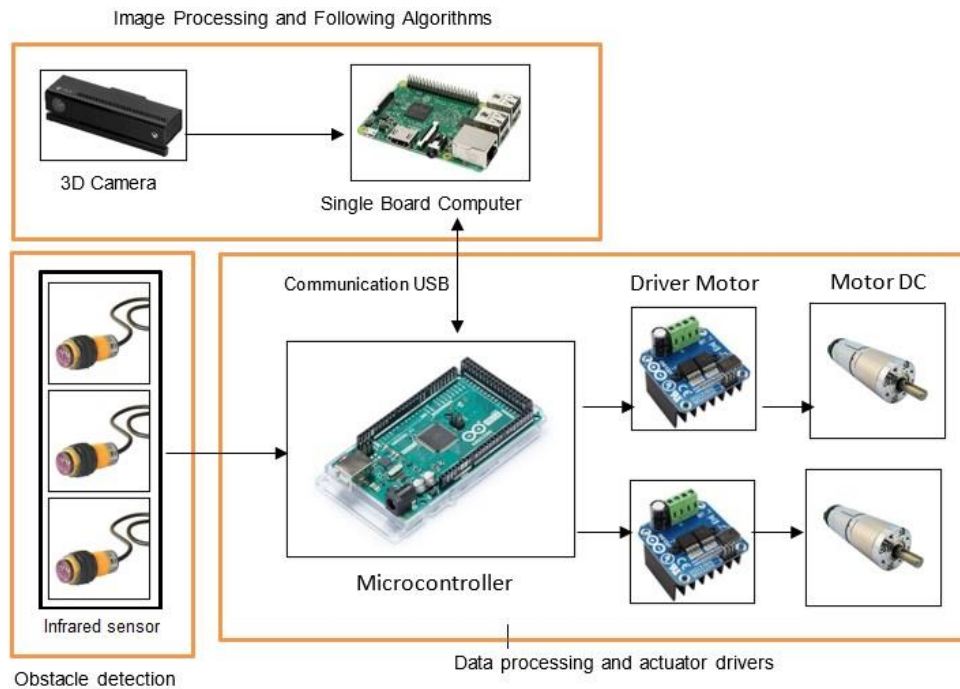 Image Processing and Following Algorithms
3D Camera
Single Board Computer
Communication USB
Driver Motor
Motor DC
Microcontroller
Infrared sensor
Obstacle detection
Data processing and actuator drivers